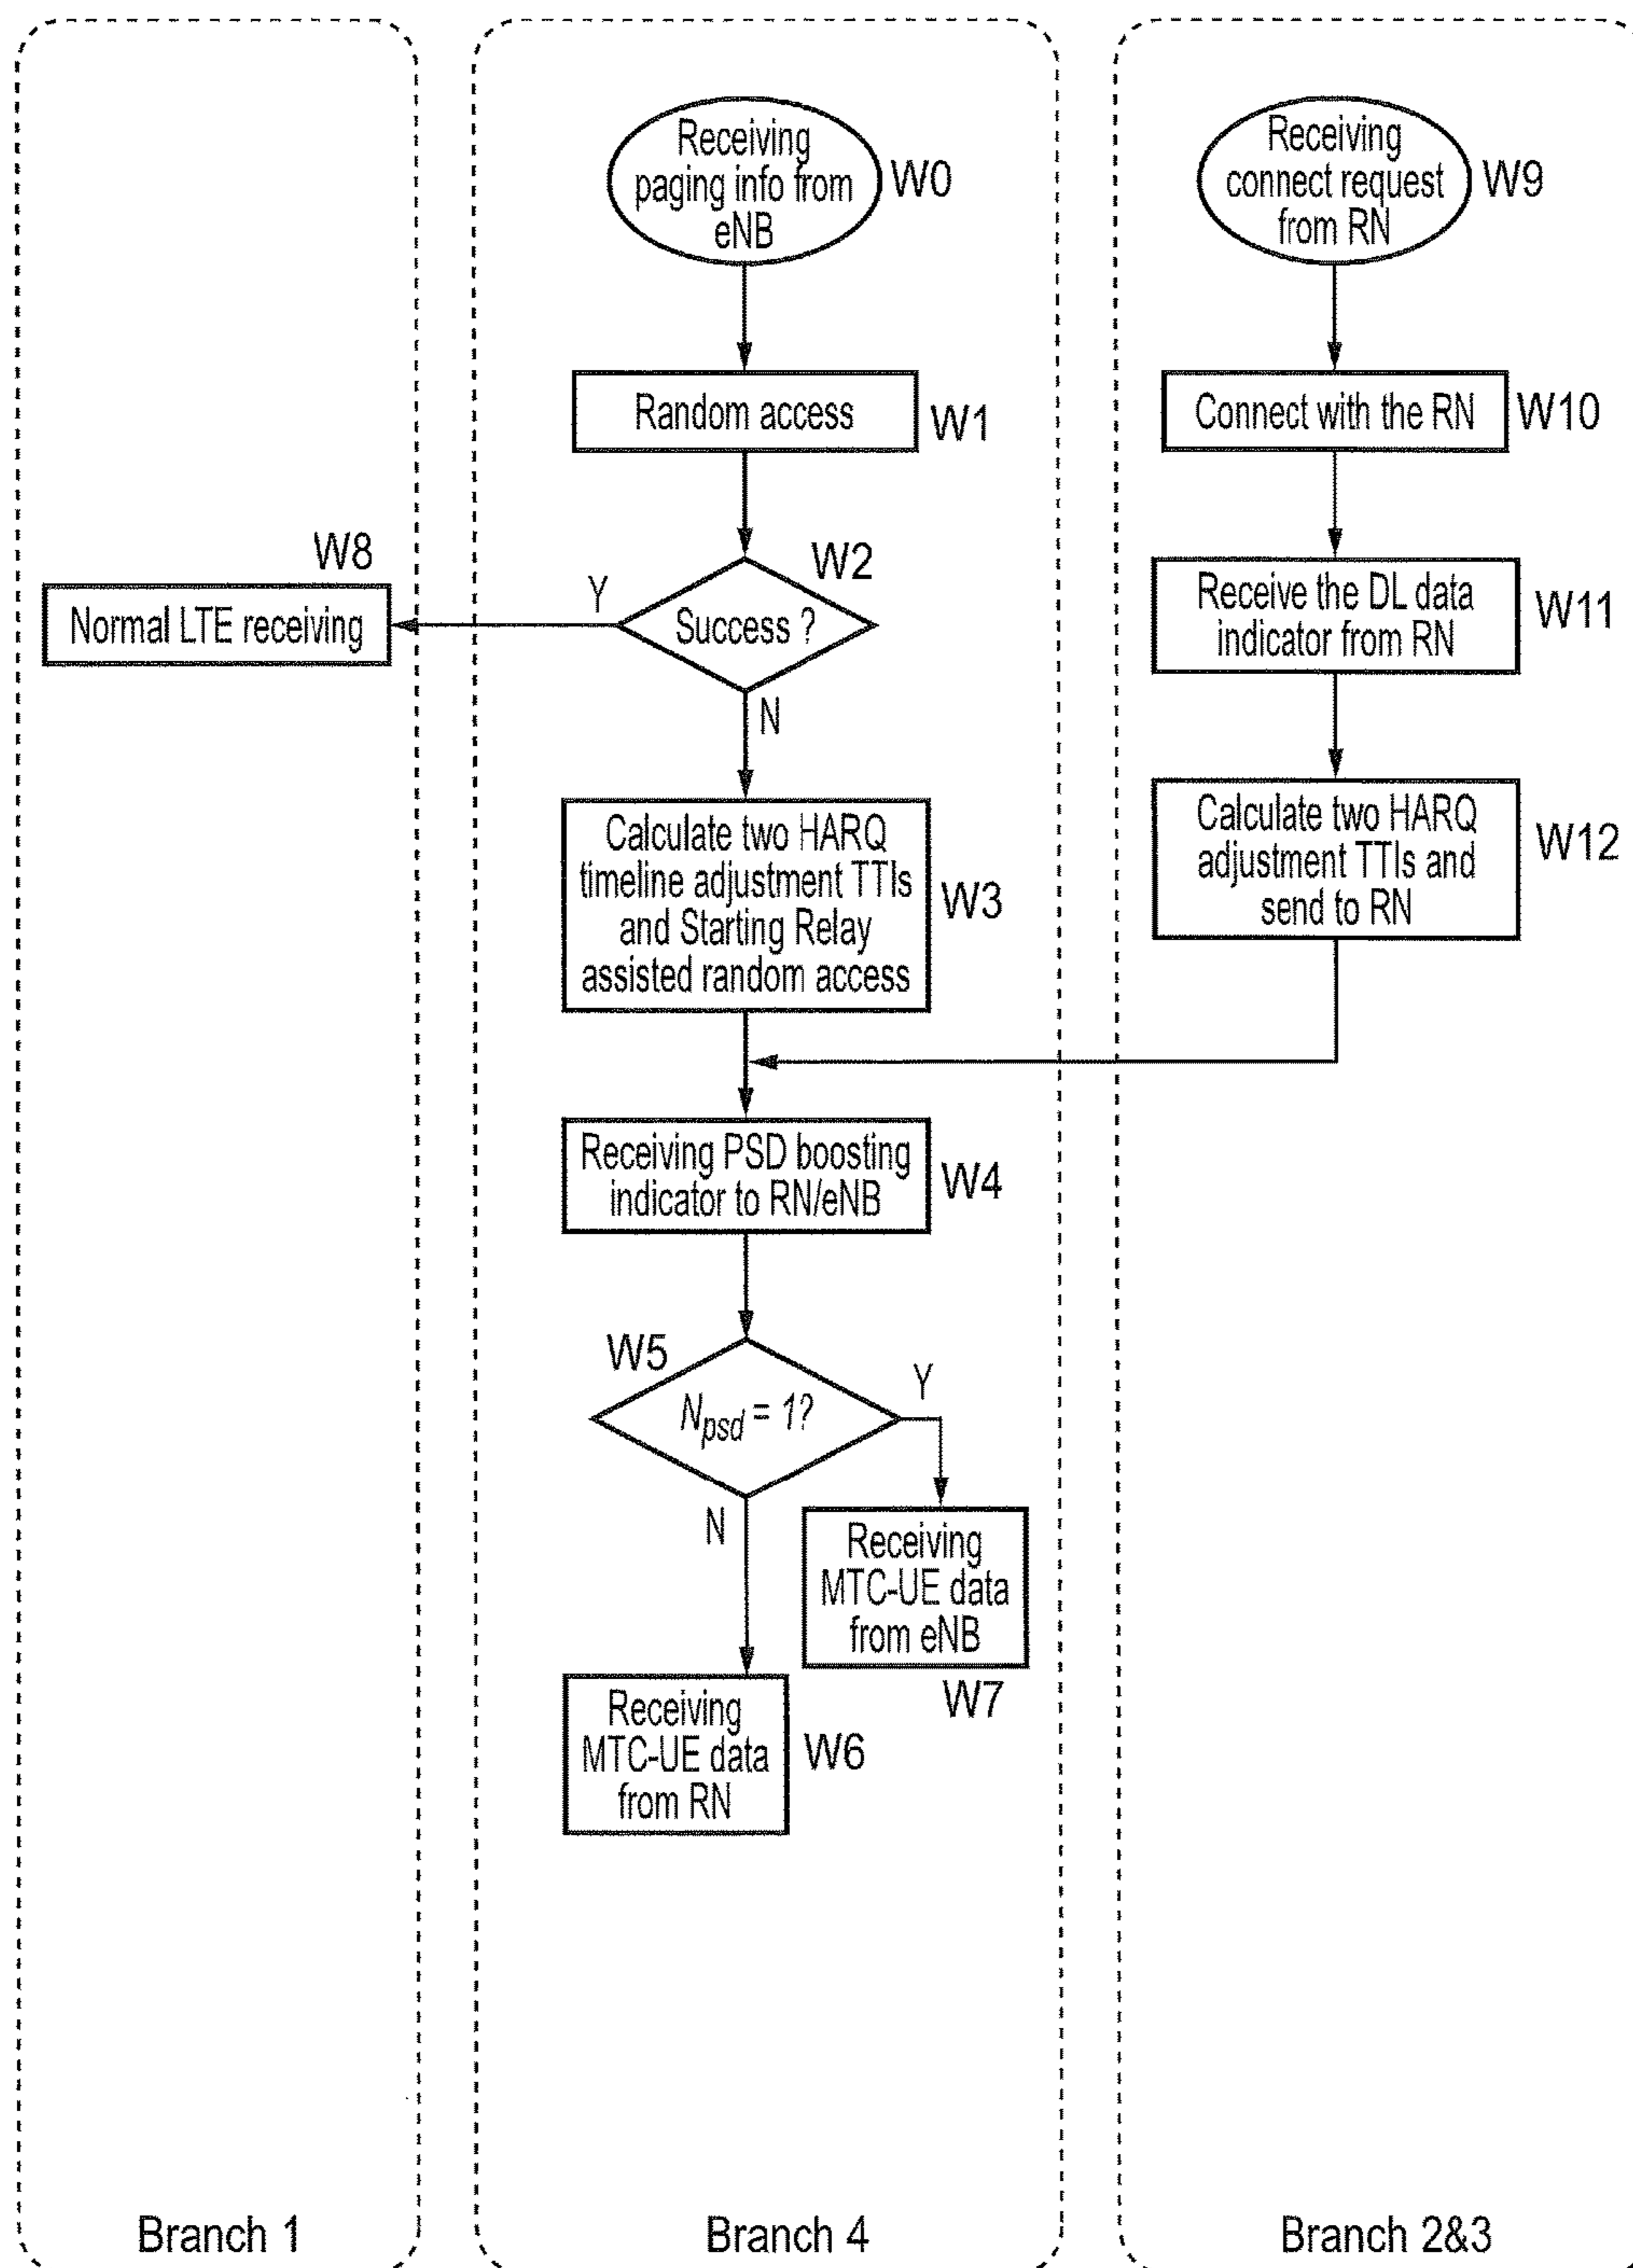 Receiving
paging info from
eNB
W0
Receiving
connect request
from RN
W9
Random access
W1
Connect with the RN
W10
W8
Normal LTE receiving
Y
W2
Success ?
N
Receive the DL data
indicator from RN
W11
Calculate two HARQ
timeline adjustment TTIs
and Starting Relay
assisted random access
W3
Calculate two HARQ
adjustment TTIs and
send to RN
W12
Receiving PSD boosting
indicator to RN/eNB
W4
W5
Npsd = 1?
Y
N
Receiving
MTC-UE data
from eNB
W7
Receiving
MTC-UE data
from RN
W6
Branch 1
Branch 4
Branch 2&3